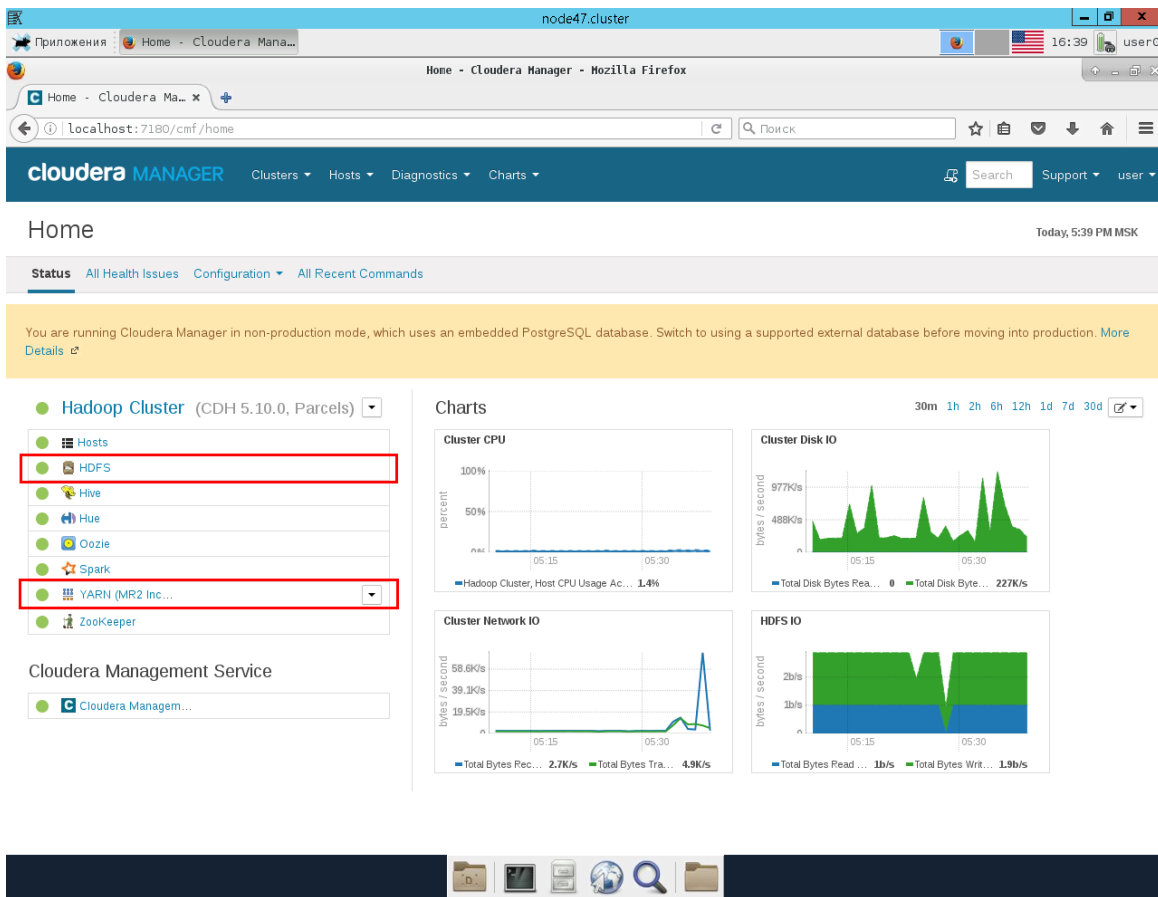 node47.cluster
Приложения
Home - Cloudera Mana…
16:39
user
Home - Cloudera Manager - Mozilla Firefox
Home - Cloudera Ma…
localhost:7180/cmf/home
Поиск
cloudera MANAGER
Clusters
Hosts
Diagnostics
Charts
Search
Support
user
Home
Today, 5:39 PM MSK
Status
All Health Issues
Configuration
All Recent Commands
You are running Cloudera Manager in non-production mode, which uses an embedded PostgreSQL database. Switch to using a supported external database before moving into production. More
Details
Hadoop Cluster (CDH 5.10.0, Parcels)
Hosts
HDFS
Hive
Hue
Oozie
Spark
YARN (MR2 Inc…
ZooKeeper
Cloudera Management Service
Cloudera Managem…
Charts
30m 1h 2h 6h 12h 1d 7d 30d
Cluster CPU
percent
100%
50%
0%
05:15
05:30
Hadoop Cluster, Host CPU Usage Ac… 1.4%
Cluster Disk IO
bytes / second
977K/s
488K/s
0
05:15
05:30
Total Disk Bytes Rea… 0
Total Disk Byte… 227K/s
Cluster Network IO
bytes / second
58.6K/s
39.1K/s
19.5K/s
0
05:15
05:30
Total Bytes Rec… 2.7K/s
Total Bytes Tra… 4.9K/s
HDFS IO
bytes / second
2b/s
1b/s
0
05:15
05:30
Total Bytes Read … 1b/s
Total Bytes Writ… 1.9b/s